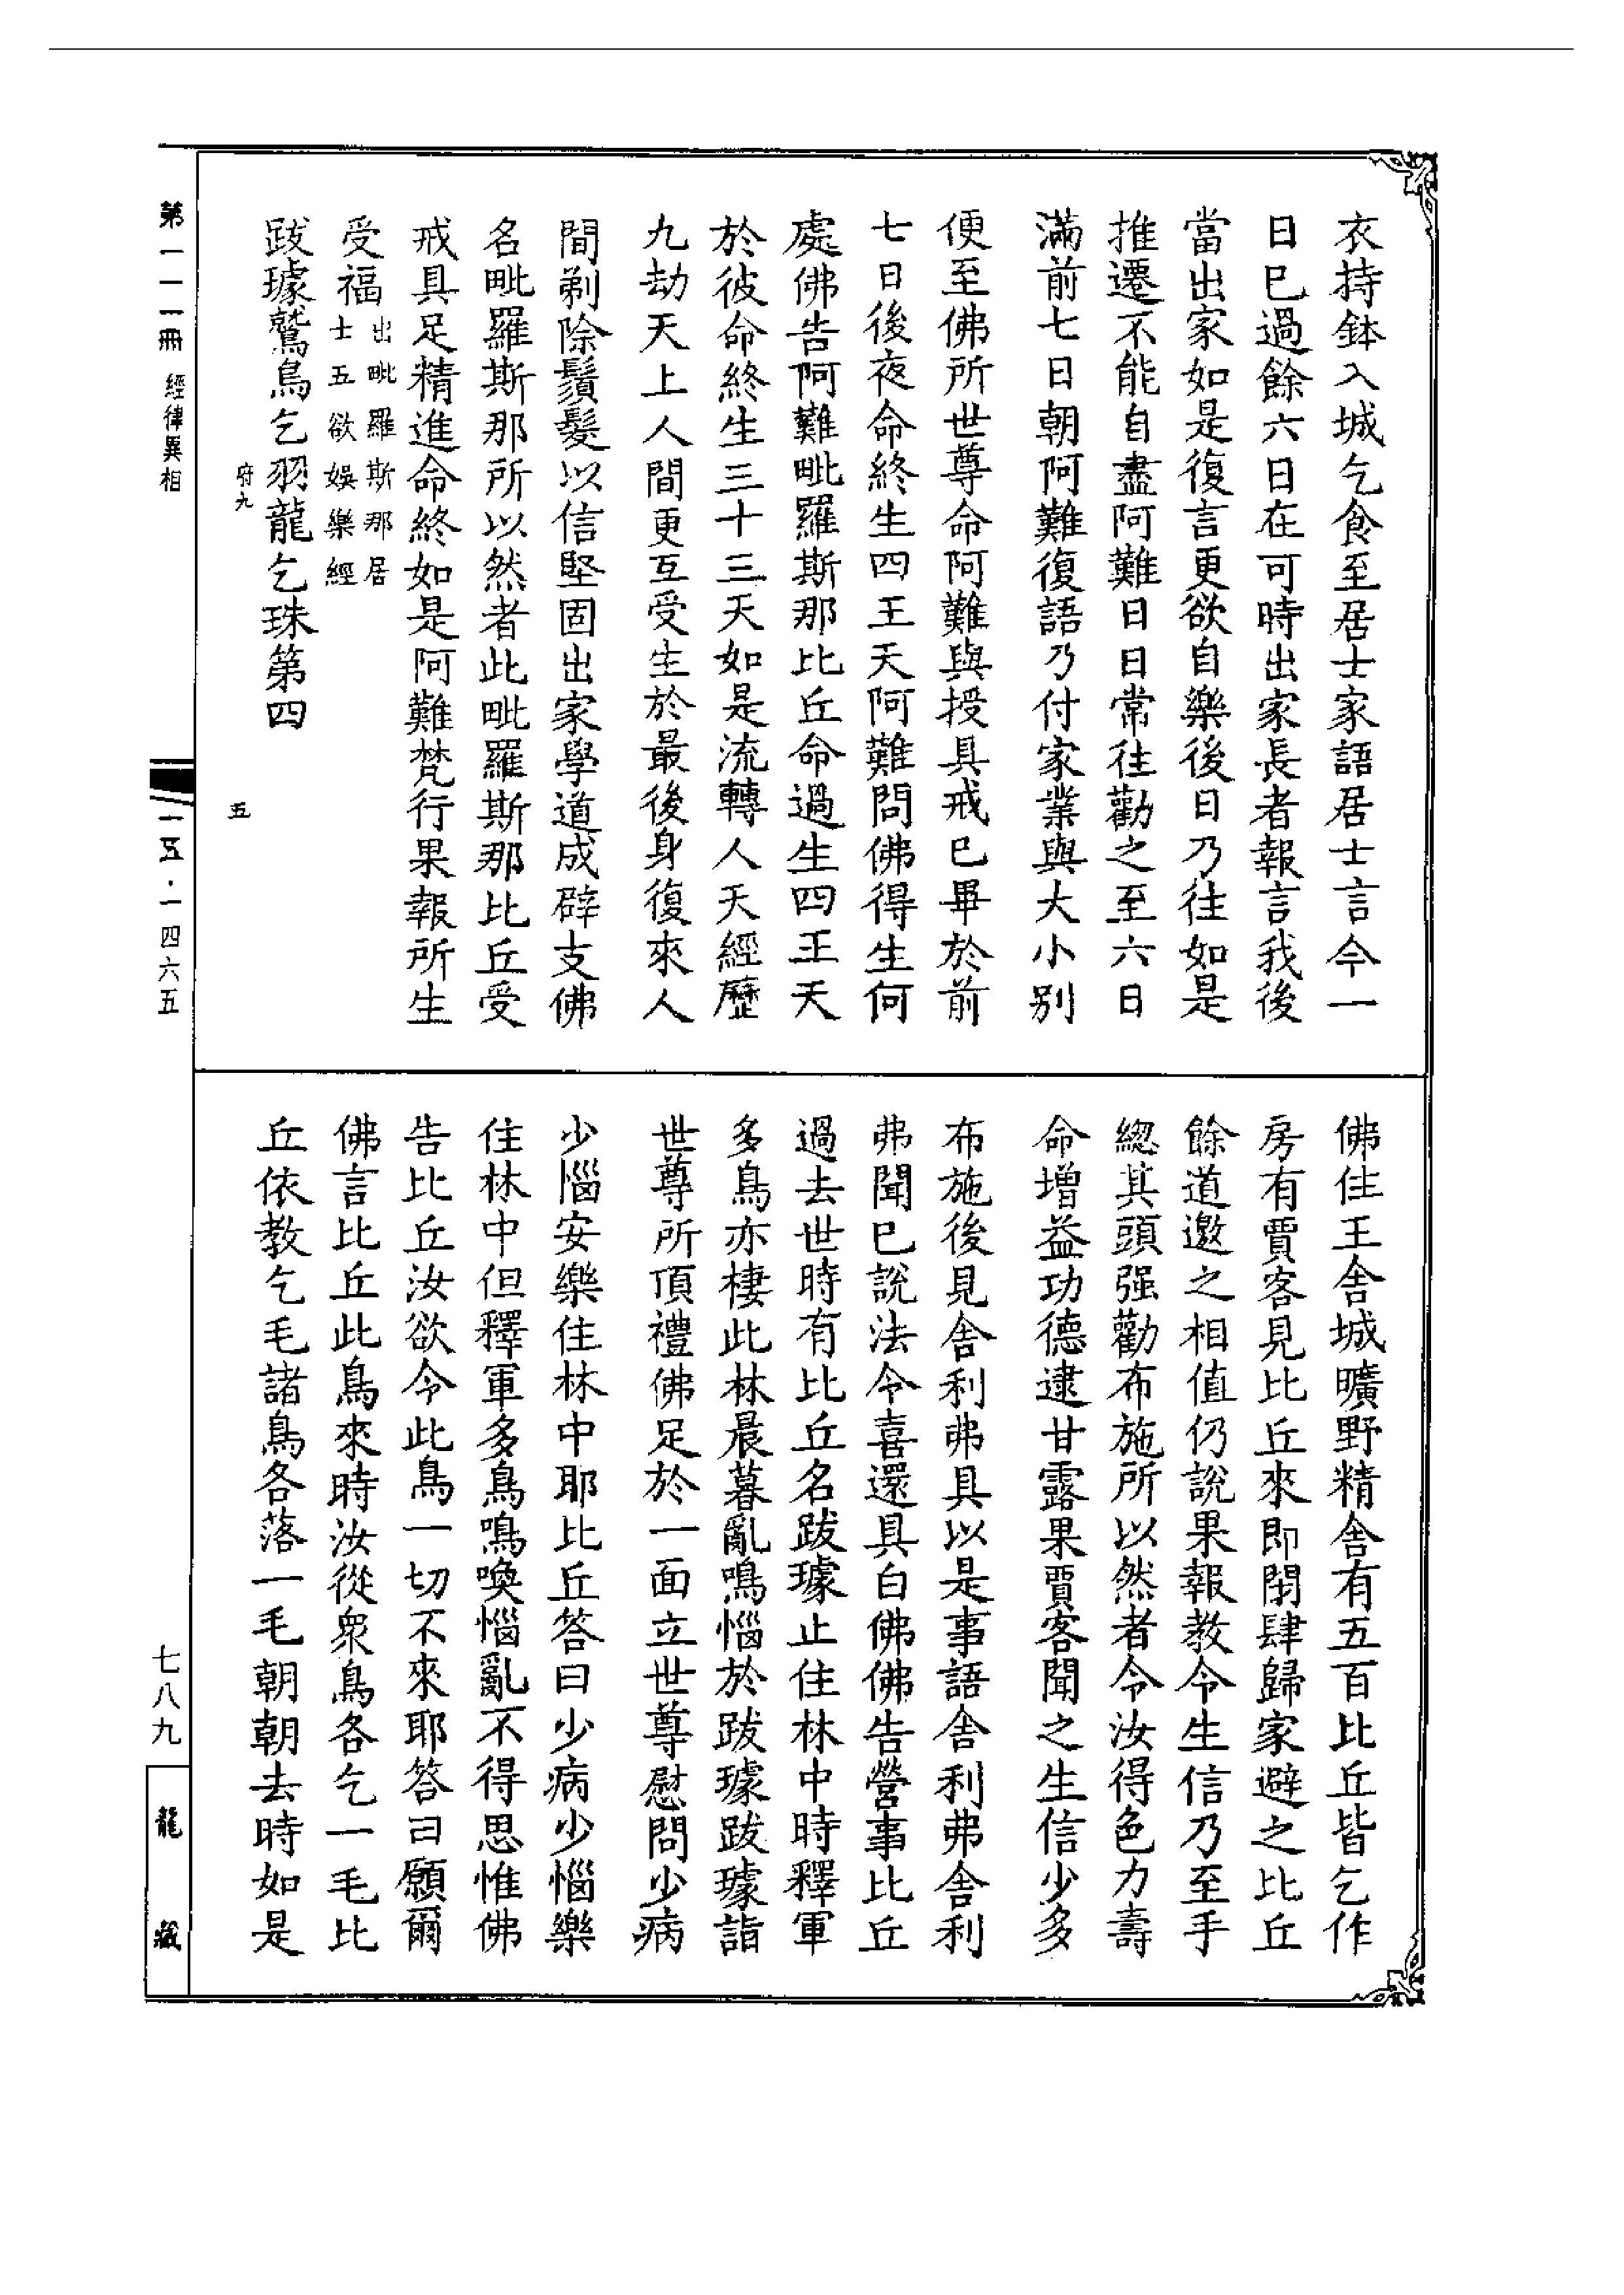 衣持鉢入城乞食至居士家語居士言今一
日巳過餘六日在可時出家長者報言我後
當出家如是復言更欲自樂後日乃往如是
推遷不能自盡阿難日日常往勸之至六日
滿前七日朝阿難復語乃付家業與大小别
便至佛所世尊命阿難與授具戒巳畢於前
七日後夜命終生四王天阿難問佛得生何
處佛告阿難毗羅斯那比丘命過生四王天
於彼命終生三十三天如是流轉人天經歷
九劫天上人間更互受生於最後身復來人
間剃除鬚髮以信堅固出家學道成辟支佛
名毗羅斯那所以然者此毗羅斯那比丘受
戒具足精進命終如是阿難梵行果報所生
受福出毗羅斯那居
士五欲娛樂經
跋璩鷲鳥乞羽龍乞珠第四
府九
五
佛住王舍城曠野精舍有五百比丘皆乞作
房有賈客見比丘來即閉肆歸家避之比丘
餘道邀之相值仍說果報教令生信乃至手
總其頭强勸布施所以然者令汝得色力壽
命增益功德逮甘露果賈客聞之生信少多
布施後見舍利弗具以是事語舍利弗舍利
弗聞巳說法令喜還具白佛佛告營事比丘
過去世時有比丘名跋璩止住林中時釋軍
多鳥亦棲此林晨暮亂鳴惱於跋璩跋璩詣
世尊所頂禮佛足於一面立世尊慰問少病
少惱安樂住林中耶比丘答曰少病少惱樂
住林中但釋軍多鳥鳴喚惱亂不得思惟佛
告比丘汝欲令此鳥一切不來耶答曰願爾
佛言比丘此鳥來時汝從衆鳥各乞一毛比
丘依教乞毛諸鳥各落一毛朝朝去時如是
第一一一冊 經律異相
一五·一四六五
七八九
龍藏